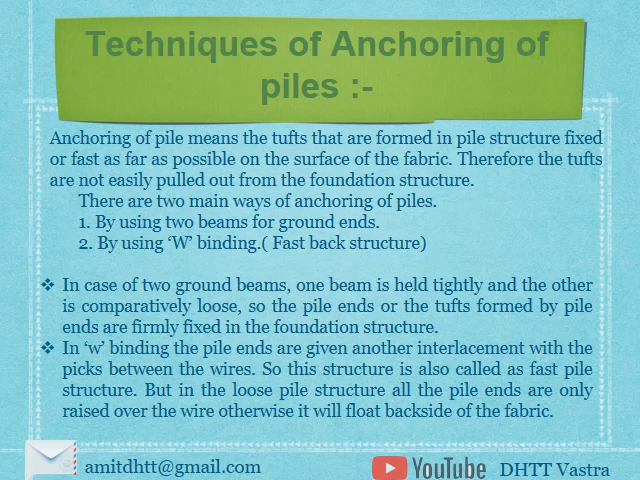 Techniques of Anchoring of
piles :-
Anchoring of pile means the tufts that are formed in pile structure fixed
or fast as far as possible on the surface of the fabric. Therefore the tufts
are not easily pulled out from the foundation structure.
There are two main ways of anchoring of piles.
1. By using two beams for ground ends.
2. By using ‘W’ binding.( Fast back structure)
❖ In case of two ground beams, one beam is held tightly and the other
is comparatively loose, so the pile ends or the tufts formed by pile
ends are firmly fixed in the foundation structure.
❖ In ‘w’ binding the pile ends are given another interlacement with the
picks between the wires. So this structure is also called as fast pile
structure. But in the loose pile structure all the pile ends are only
raised over the wire otherwise it will float backside of the fabric.
amitdhtt@gmail.com
YouTube DHTT Vastra